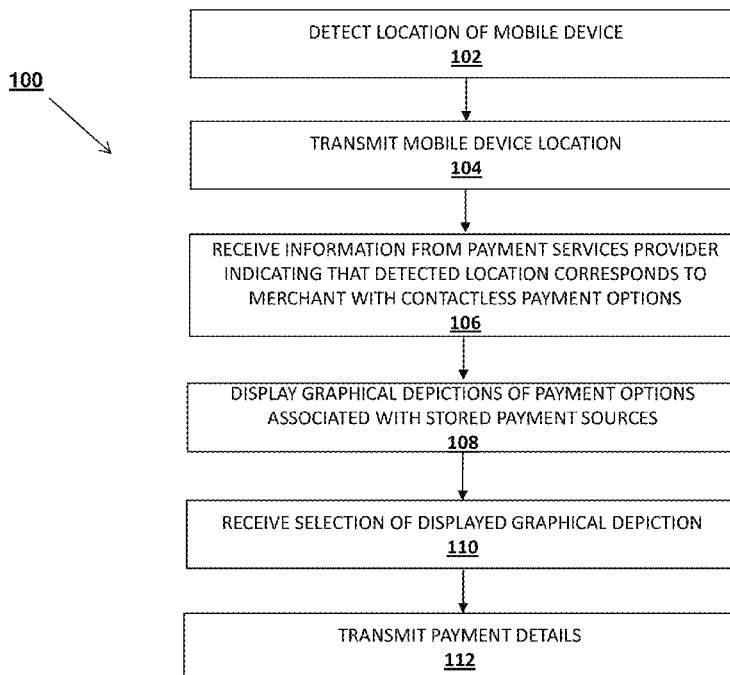 100
DETECT LOCATION OF MOBILE DEVICE
102
TRANSMIT MOBILE DEVICE LOCATION
104
RECEIVE INFORMATION FROM PAYMENT SERVICES PROVIDER
INDICATING THAT DETECTED LOCATION CORRESPONDS TO
MERCHANT WITH CONTACTLESS PAYMENT OPTIONS
106
DISPLAY GRAPHICAL DEPICTIONS OF PAYMENT OPTIONS
ASSOCIATED WITH STORED PAYMENT SOURCES
108
RECEIVE SELECTION OF DISPLAYED GRAPHICAL DEPICTION
110
TRANSMIT PAYMENT DETAILS
112